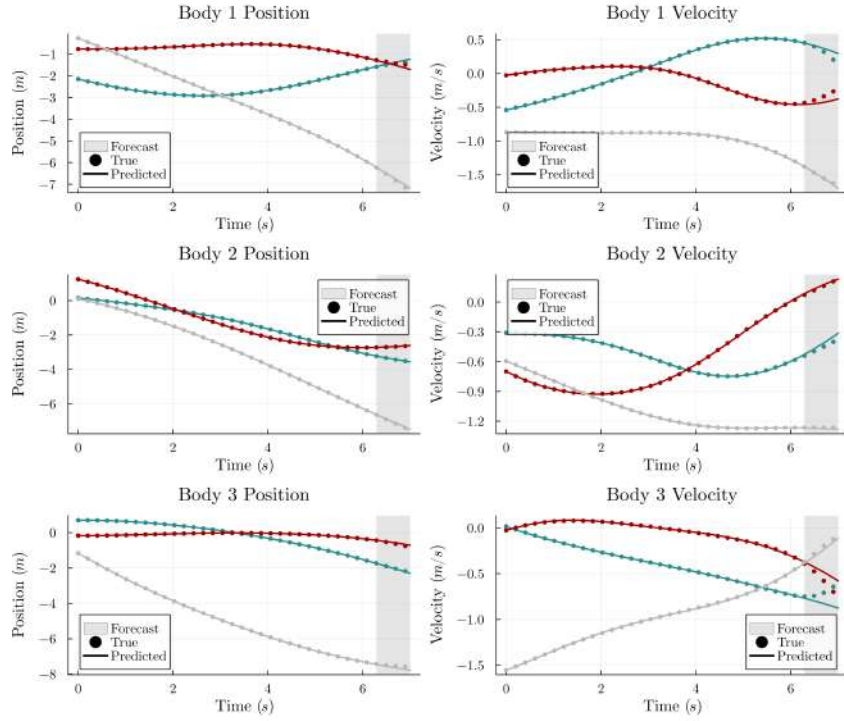 Body 1 Position
Position (m)
−1
−2
−3
−4
−5
−6
−7
Forecast
True
Predicted
0 2 4 6
Time (s)
Body 1 Velocity
Velocity (m/s)
0.5
0.0
−0.5
−1.0
−1.5
Forecast
True
Predicted
0 2 4 6
Time (s)
Body 2 Position
Position (m)
0
−2
−4
−6
Forecast
True
Predicted
0 2 4 6
Time (s)
Body 2 Velocity
Velocity (m/s)
0.0
−0.3
−0.6
−0.9
−1.2
Forecast
True
Predicted
0 2 4 6
Time (s)
Body 3 Position
Position (m)
0
−2
−4
−6
−8
Forecast
True
Predicted
0 2 4 6
Time (s)
Body 3 Velocity
Velocity (m/s)
0.0
−0.5
−1.0
−1.5
Forecast
True
Predicted
0 2 4 6
Time (s)